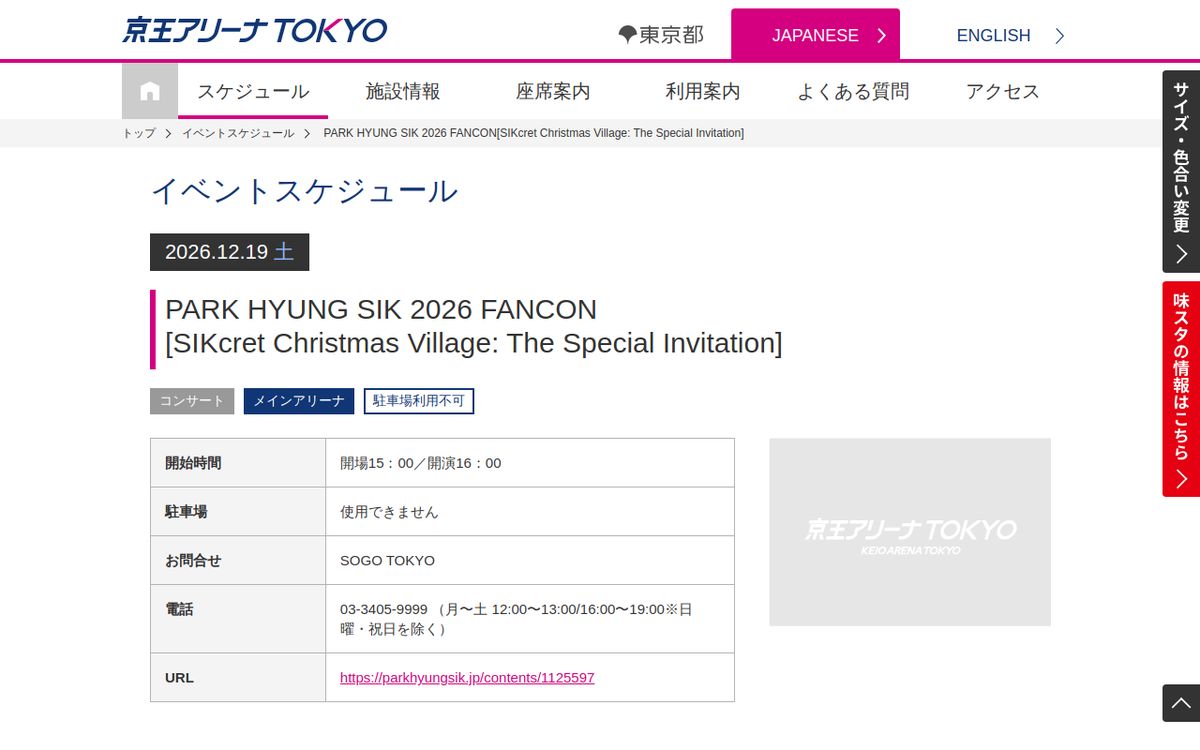 京王アリーナ TOKYO
東京都
JAPANESE
ENGLISH
スケジュール
施設情報
座席案内
利用案内
よくある質問
アクセス
トップ
イベントスケジュール
PARK HYUNG SIK 2026 FANCON[SIKcret Christmas Village: The Special Invitation]
サイズ・色合い変更
味スタの情報はこちら
イベントスケジュール
2026.12.19 土
PARK HYUNG SIK 2026 FANCON
[SIKcret Christmas Village: The Special Invitation]
コンサート
メインアリーナ
駐車場利用不可
開始時間
開場15：00／開演16：00
駐車場
使用できません
お問合せ
SOGO TOKYO
電話
03-3405-9999 （月〜土 12:00〜13:00/16:00〜19:00※日
曜・祝日を除く）
URL
https://parkhyungsik.jp/contents/1125597
京王アリーナ TOKYO
KEIO ARENA TOKYO